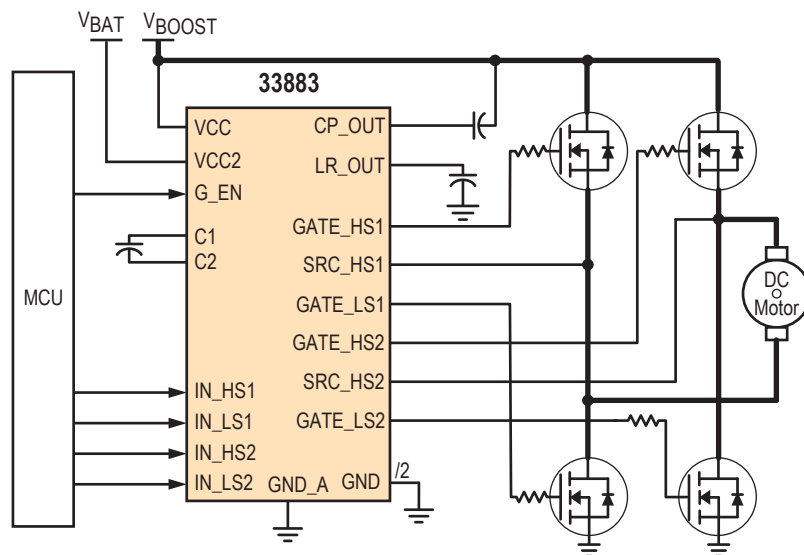 VBAT
VBOOST
33883
MCU
VCC
VCC2
G_EN
C1
C2
IN_HS1
IN_LS1
IN_HS2
IN_LS2
GND_A
CP_OUT
LR_OUT
GATE_HS1
SRC_HS1
GATE_LS1
GATE_HS2
SRC_HS2
GATE_LS2
GND
/2
DC
Motor